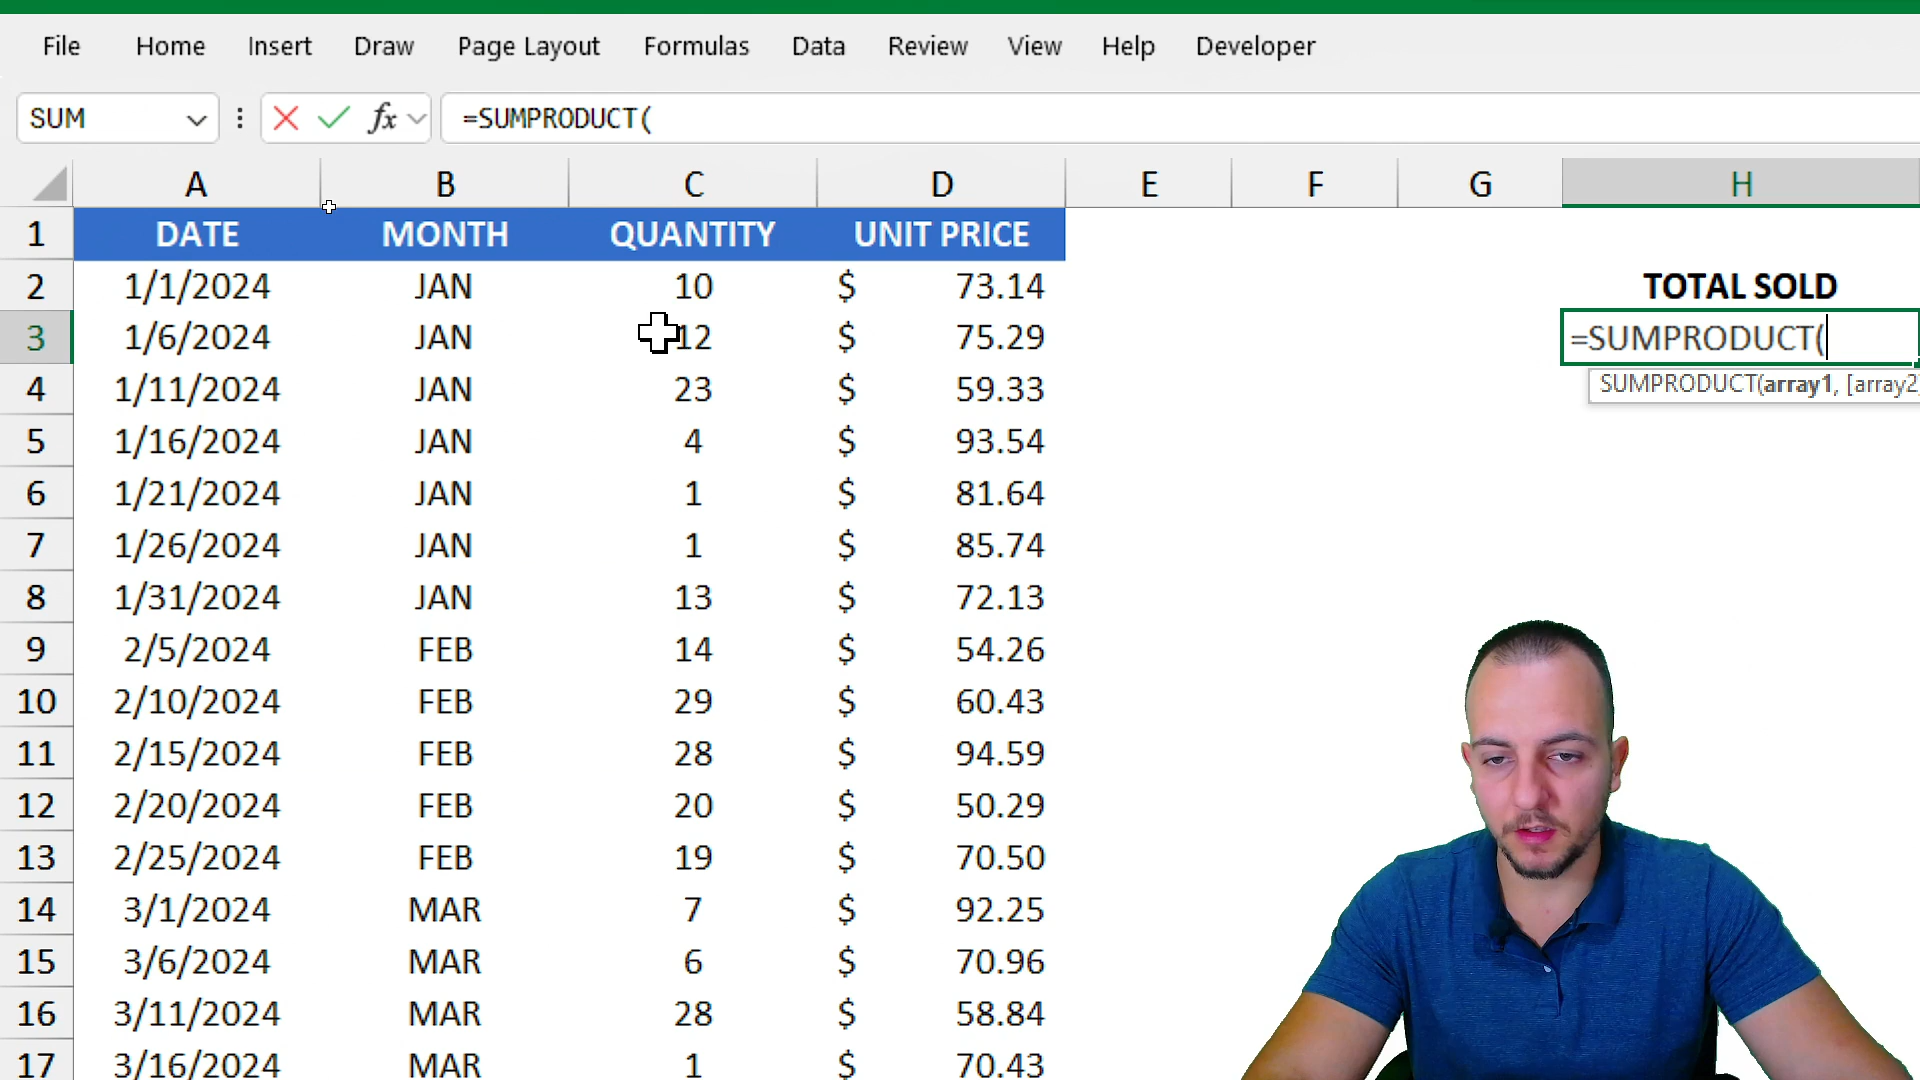 File Home Insert Draw Page Layout Formulas Data Review View Help Developer
SUM fx =SUMPRODUCT(
A B C D E F G H
1 DATE MONTH QUANTITY UNIT PRICE
2 1/1/2024 JAN 10 $ 73.14 TOTAL SOLD
3 1/6/2024 JAN 12 $ 75.29 =SUMPRODUCT(
SUMPRODUCT(array1, [array2
4 1/11/2024 JAN 23 $ 59.33
5 1/16/2024 JAN 4 $ 93.54
6 1/21/2024 JAN 1 $ 81.64
7 1/26/2024 JAN 1 $ 85.74
8 1/31/2024 JAN 13 $ 72.13
9 2/5/2024 FEB 14 $ 54.26
10 2/10/2024 FEB 29 $ 60.43
11 2/15/2024 FEB 28 $ 94.59
12 2/20/2024 FEB 20 $ 50.29
13 2/25/2024 FEB 19 $ 70.50
14 3/1/2024 MAR 7 $ 92.25
15 3/6/2024 MAR 6 $ 70.96
16 3/11/2024 MAR 28 $ 58.84
17 3/16/2024 MAR 1 $ 70.43